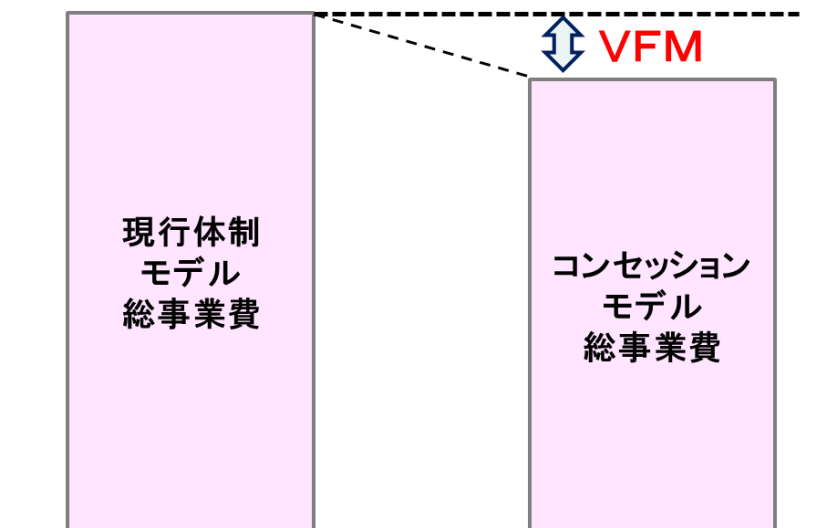 VFM
現行体制
モデル
総事業費
コンセッション
モデル
総事業費